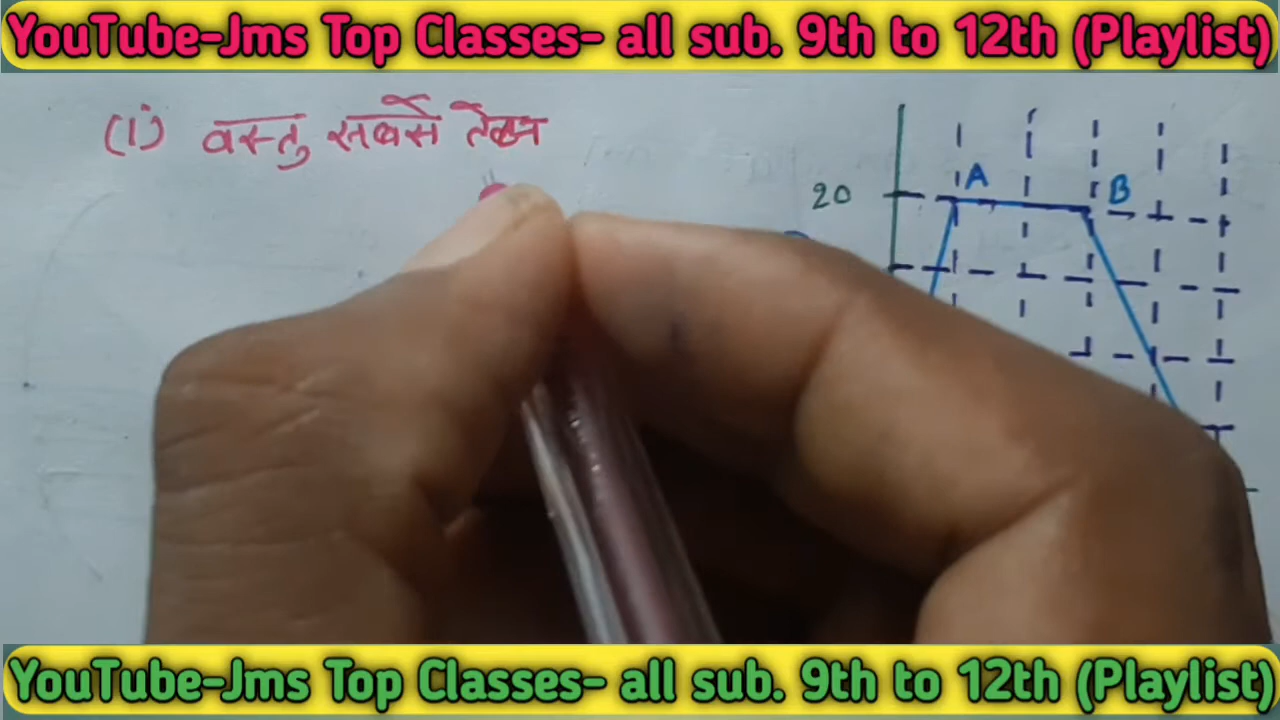 YouTube-Jms Top Classes- all sub. 9th to 12th (Playlist)
(i) वस्तु सबसे तेज
A
B
20
YouTube-Jms Top Classes- all sub. 9th to 12th (Playlist)